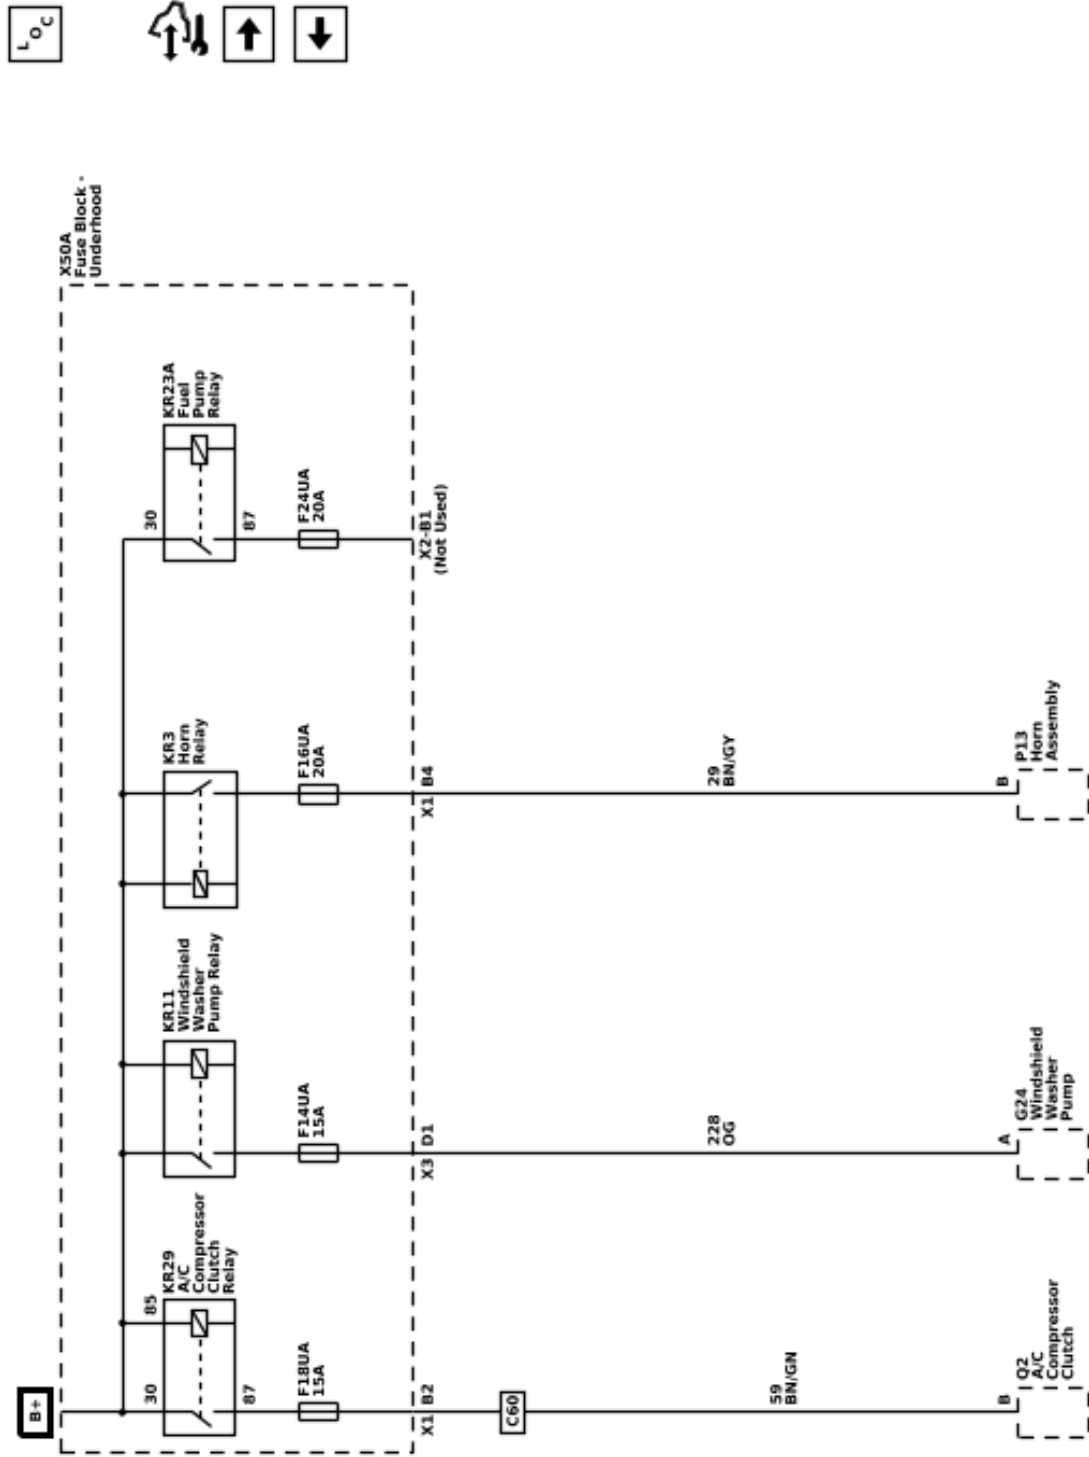 B+
X50A
Fuse Block -
Underhood
30
85
KR29
A/C
Compressor
Clutch
Relay
87
KR11
Windshield
Washer
Pump Relay
KR3
Horn
Relay
30
KR23A
Fuel
Pump
Relay
87
F18UA
15A
F14UA
15A
F16UA
20A
F24UA
20A
X1 B2
X3 D1
X1 B4
X2-B1
(Not Used)
C60
59
BN/GN
228
OG
29
BN/GY
B
A
B
Q2
A/C
Compressor
Clutch
G24
Windshield
Washer
Pump
P13
Horn
Assembly
LOC